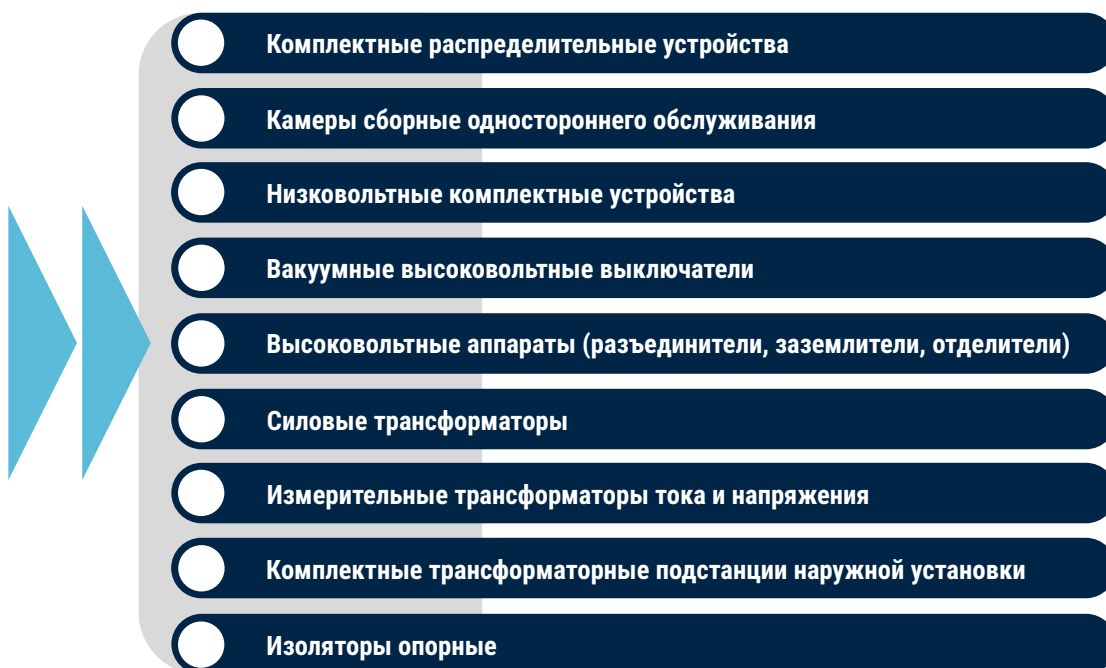 Комплектные распределительные устройства
Камеры сборные одностороннего обслуживания
Низковольтные комплектные устройства
Вакуумные высоковольтные выключатели
Высоковольтные аппараты (разъединители, заземлители, отделители)
Силовые трансформаторы
Измерительные трансформаторы тока и напряжения
Комплектные трансформаторные подстанции наружной установки
Изоляторы опорные